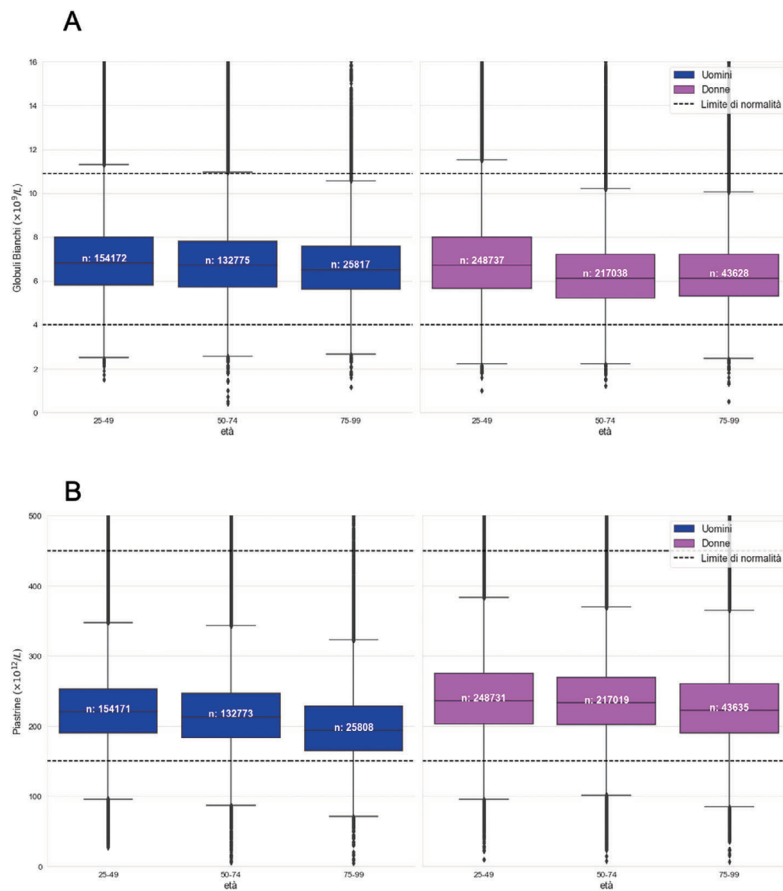 A
16
14
12
10
8
6
4
2
0
Globuli Bianchi (×10⁹/L)
n: 154172
n: 132775
n: 25817
25-49
50-74
75-99
età
Uomini
Donne
Limite di normalità
n: 248737
n: 217038
n: 43628
25-49
50-74
75-99
età
B
500
400
300
200
100
0
Piastrine (×10¹²/L)
n: 154171
n: 132773
n: 25808
25-49
50-74
75-99
età
Uomini
Donne
Limite di normalità
n: 248731
n: 217019
n: 43635
25-49
50-74
75-99
età